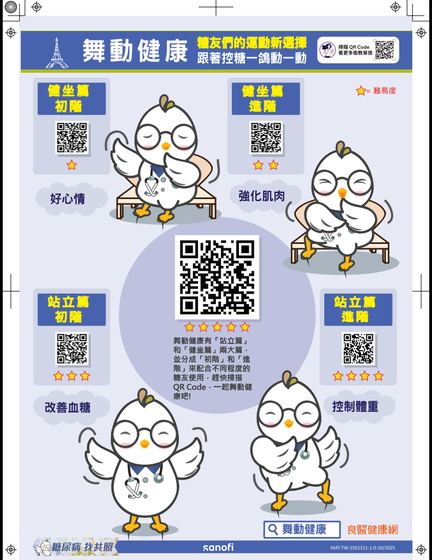 舞動健康
糖友們的運動新選擇
跟著控糖一鴿動一動
掃描 QR Code
看更多衛教單張
健坐篇
初階
好心情
健坐篇
進階
強化肌肉
= 難易度
舞動健康有「站立篇」
和「健坐篇」兩大篇，
並分成「初階」和「進
階」來配合不同程度的
糖友使用，趕快掃描
QR Code，一起舞動健
康吧!
站立篇
初階
改善血糖
站立篇
進階
控制體重
糖尿病 找共照
sanofi
舞動健康
良醫健康網
MAT-TW-2501321-1.0-10/2025